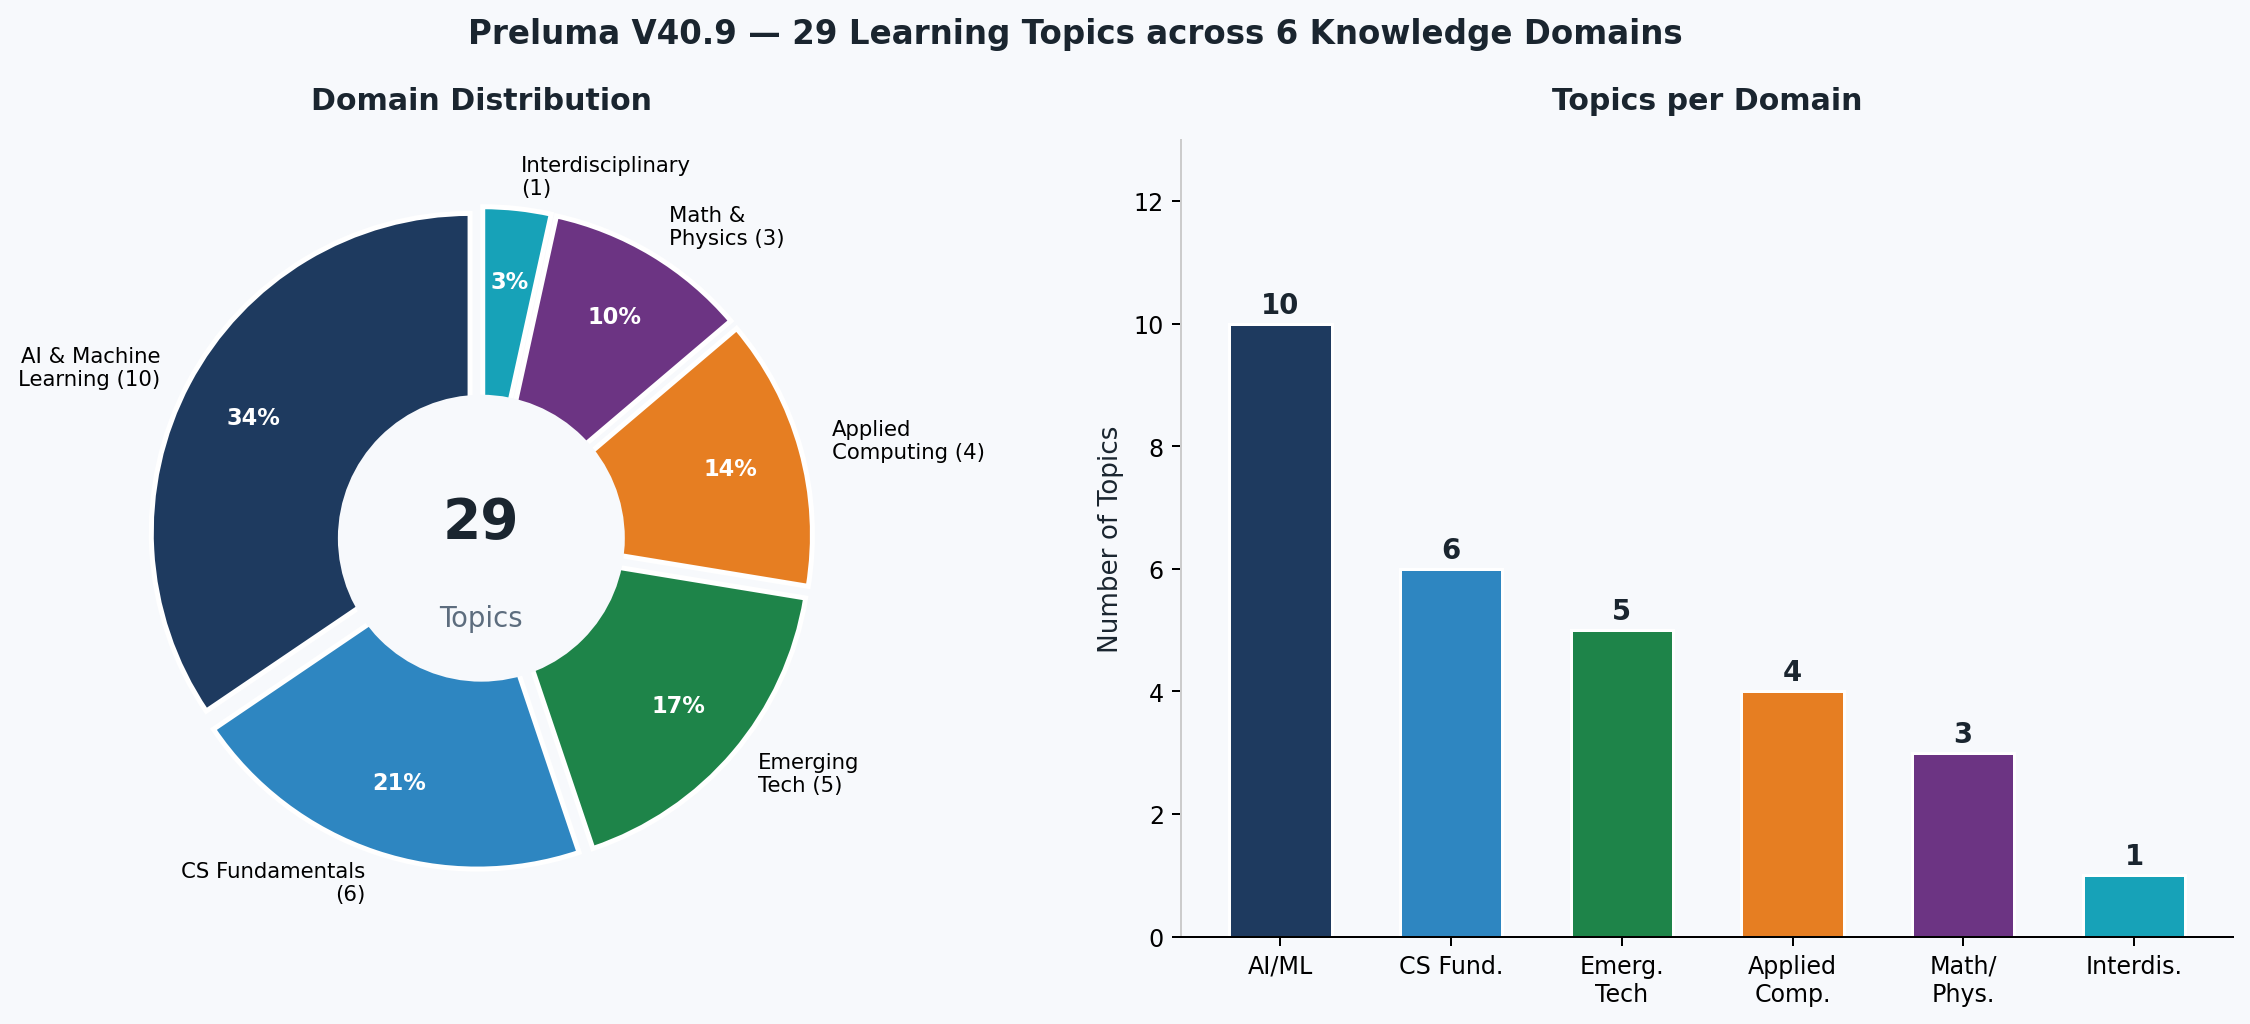 Preluma V40.9 — 29 Learning Topics across 6 Knowledge Domains
Domain Distribution
Interdisciplinary
(1)
Math &
Physics (3)
AI & Machine
Learning (10)
Applied
Computing (4)
Emerging
Tech (5)
CS Fundamentals
(6)
3%
10%
34%
14%
17%
21%
29
Topics
Topics per Domain
Number of Topics
12
10
8
6
4
2
0
10
6
5
4
3
1
AI/ML
CS Fund.
Emerg.
Tech
Applied
Comp.
Math/
Phys.
Interdis.